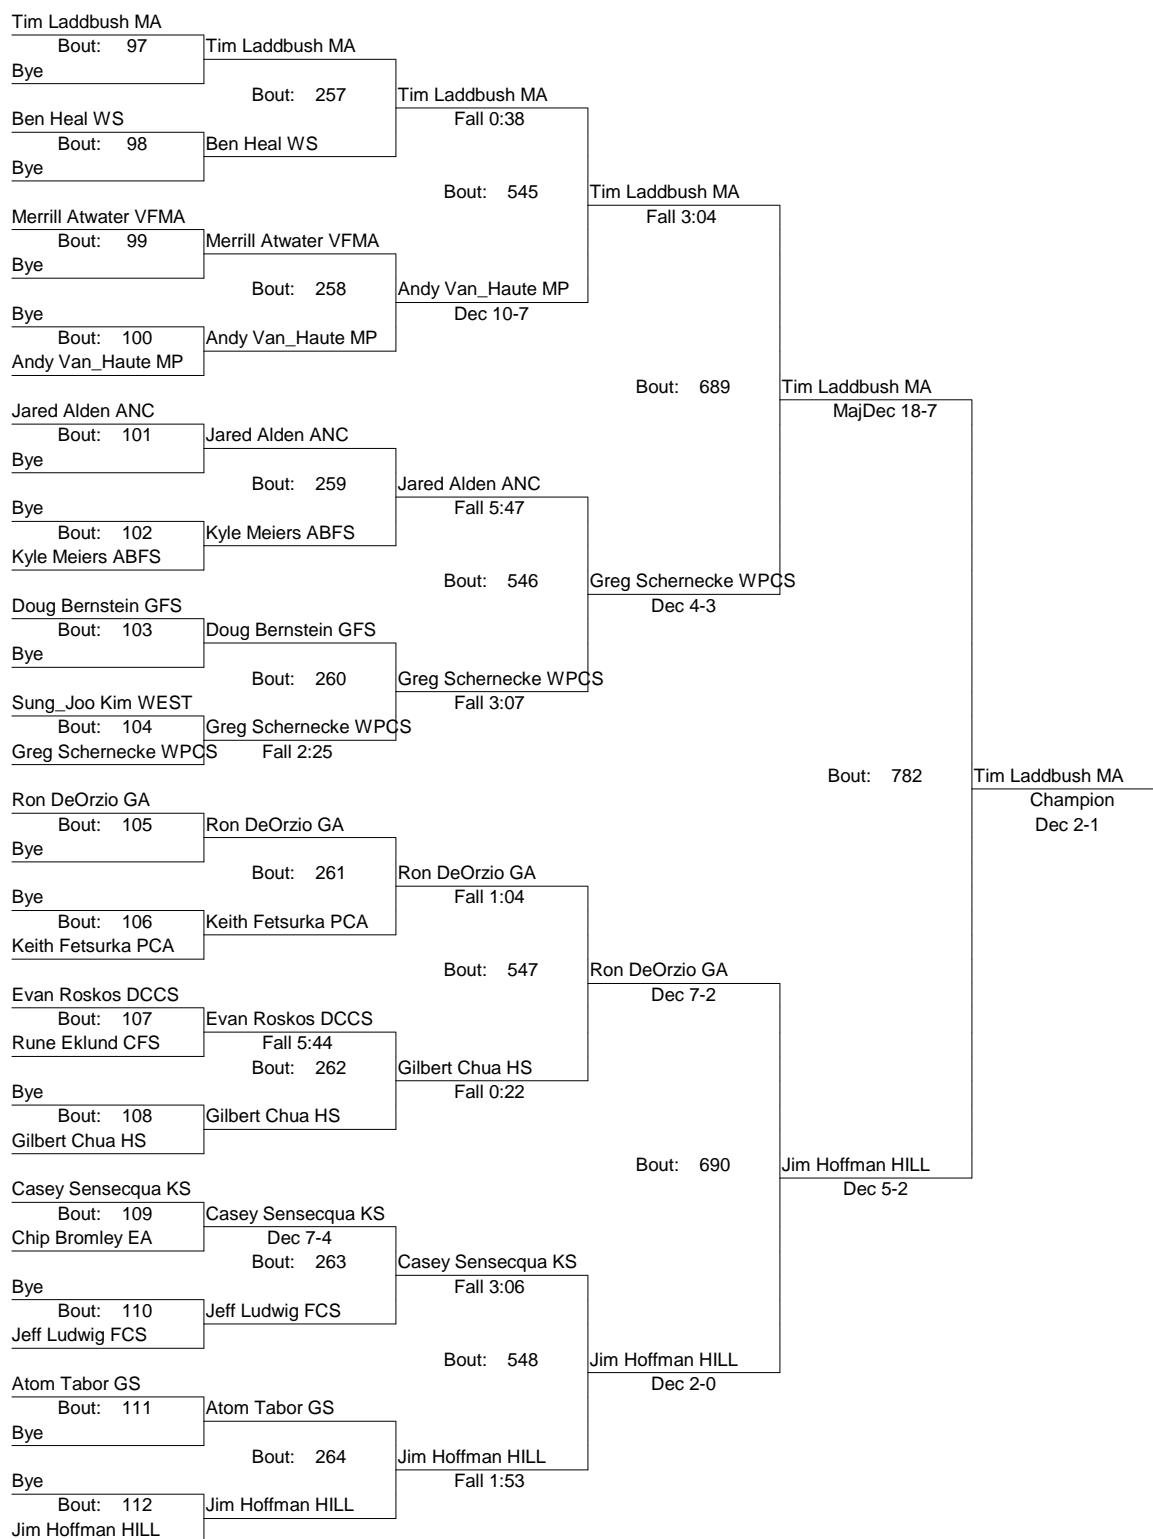 Tim Laddbush MA
Bout: 97 Tim Laddbush MA
Bye
Bout: 257 Tim Laddbush MA
Ben Heal WS Fall 0:38
Bout: 98 Ben Heal WS
Bye
Bout: 545 Tim Laddbush MA
Merrill Atwater VFMA Fall 3:04
Bout: 99 Merrill Atwater VFMA
Bye
Bout: 258 Andy Van_Haute MP
Bye Dec 10-7
Bout: 100 Andy Van_Haute MP
Andy Van_Haute MP
Bout: 689 Tim Laddbush MA
Jared Alden ANC MajDec 18-7
Bout: 101 Jared Alden ANC
Bye
Bout: 259 Jared Alden ANC
Bye Fall 5:47
Bout: 102 Kyle Meiers ABFS
Kyle Meiers ABFS
Bout: 546 Greg Schernecke WPCS
Doug Bernstein GFS Dec 4-3
Bout: 103 Doug Bernstein GFS
Bye
Bout: 260 Greg Schernecke WPCS
Sung_Joo Kim WEST Fall 3:07
Bout: 104 Greg Schernecke WPCS
Greg Schernecke WPCS Fall 2:25
Bout: 782 Tim Laddbush MA
Ron DeOrzio GA Champion
Bout: 105 Ron DeOrzio GA Dec 2-1
Bye
Bout: 261 Ron DeOrzio GA
Bye Fall 1:04
Bout: 106 Keith Fetsurka PCA
Keith Fetsurka PCA
Bout: 547 Ron DeOrzio GA
Evan Roskos DCCS Dec 7-2
Bout: 107 Evan Roskos DCCS
Rune Eklund CFS Fall 5:44
Bout: 262 Gilbert Chua HS
Bye Fall 0:22
Bout: 108 Gilbert Chua HS
Gilbert Chua HS
Bout: 690 Jim Hoffman HILL
Casey Sensecqua KS Dec 5-2
Bout: 109 Casey Sensecqua KS
Chip Bromley EA Dec 7-4
Bout: 263 Casey Sensecqua KS
Bye Fall 3:06
Bout: 110 Jeff Ludwig FCS
Jeff Ludwig FCS
Bout: 548 Jim Hoffman HILL
Atom Tabor GS Dec 2-0
Bout: 111 Atom Tabor GS
Bye
Bout: 264 Jim Hoffman HILL
Bye Fall 1:53
Bout: 112 Jim Hoffman HILL
Jim Hoffman HILL